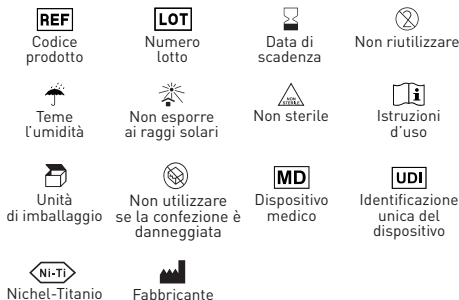 REF
LOT
2
Codice
prodotto
Numero
lotto
Data di
scadenza
Non riutilizzare
NON
STERILE
i
Teme
l'umidità
Non esporre
ai raggi solari
Non sterile
Istruzioni
d'uso
MD
UDI
Unità
di imballaggio
Non utilizzare
se la confezione è
danneggiata
Dispositivo
medico
Identificazione
unica del
dispositivo
Ni-Ti
Nichel-Titanio
Fabbricante